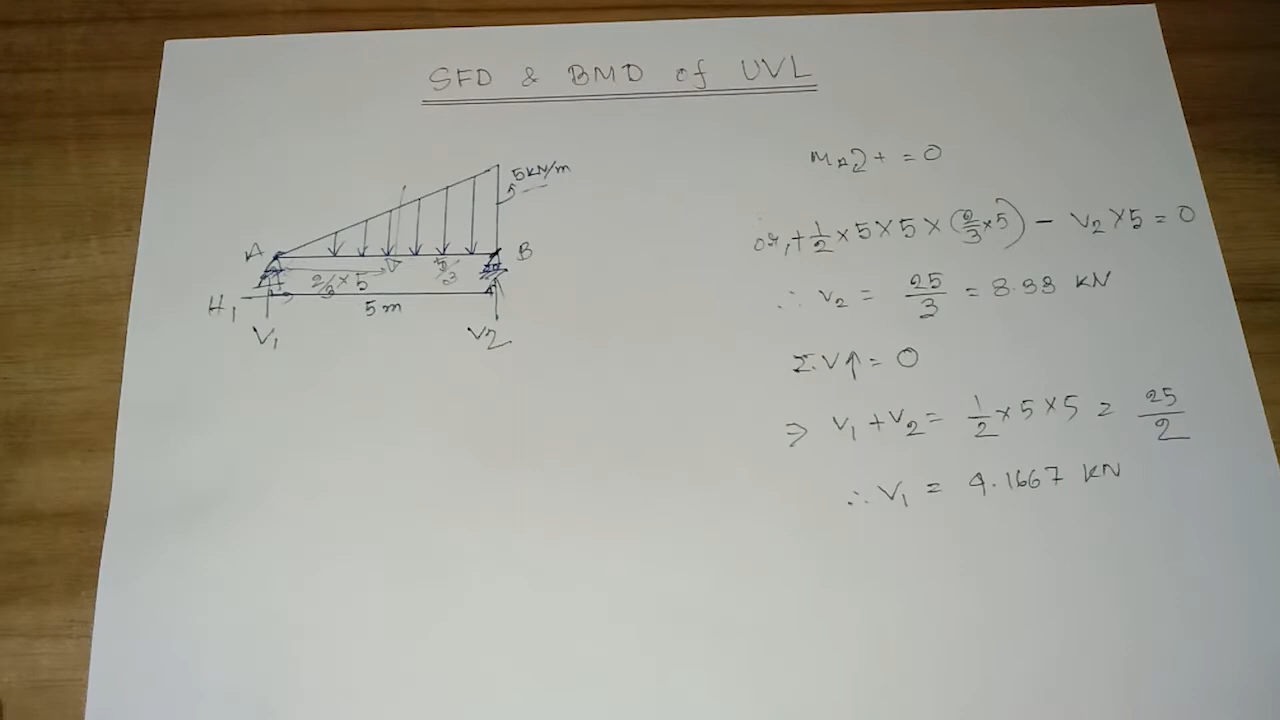 SFD & BMD of UVL
5 KN/m
A
B
2/3 × 5
5/3
H₁
5 m
V₁
V2
M_A ↻ + = 0
or, + 1/2 × 5 × 5 × (2/3 × 5) - V₂ × 5 = 0
∴ V₂ = 25/3 = 8.33 KN
Σ V↑ = 0
⇒ V₁ + V₂ = 1/2 × 5 × 5 = 25/2
∴ V₁ = 4.1667 KN